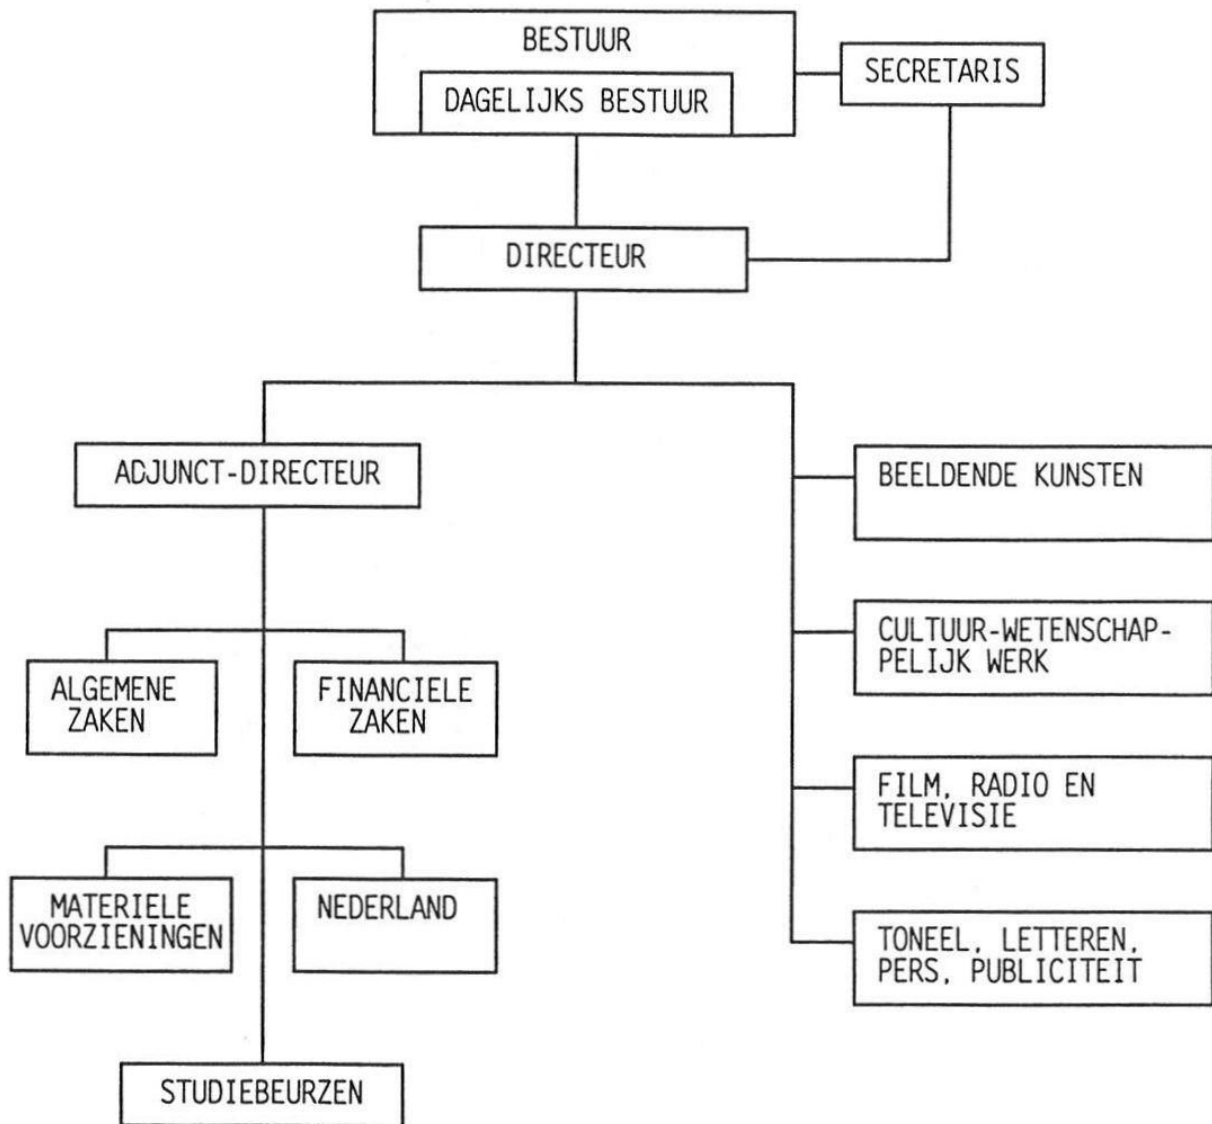 BESTUUR
DAGELIJKS BESTUUR
SECRETARIS
DIRECTEUR
ADJUNCT-DIRECTEUR
ALGEMENE
ZAKEN
FINANCIELE
ZAKEN
MATERIELE
VOORZIENINGEN
NEDERLAND
STUDIEBEURZEN
BEELDENDE KUNSTEN
CULTUUR-WETENSCHAP-
PELIJK WERK
FILM, RADIO EN
TELEVISIE
TONEEL, LETTEREN,
PERS, PUBLICITEIT